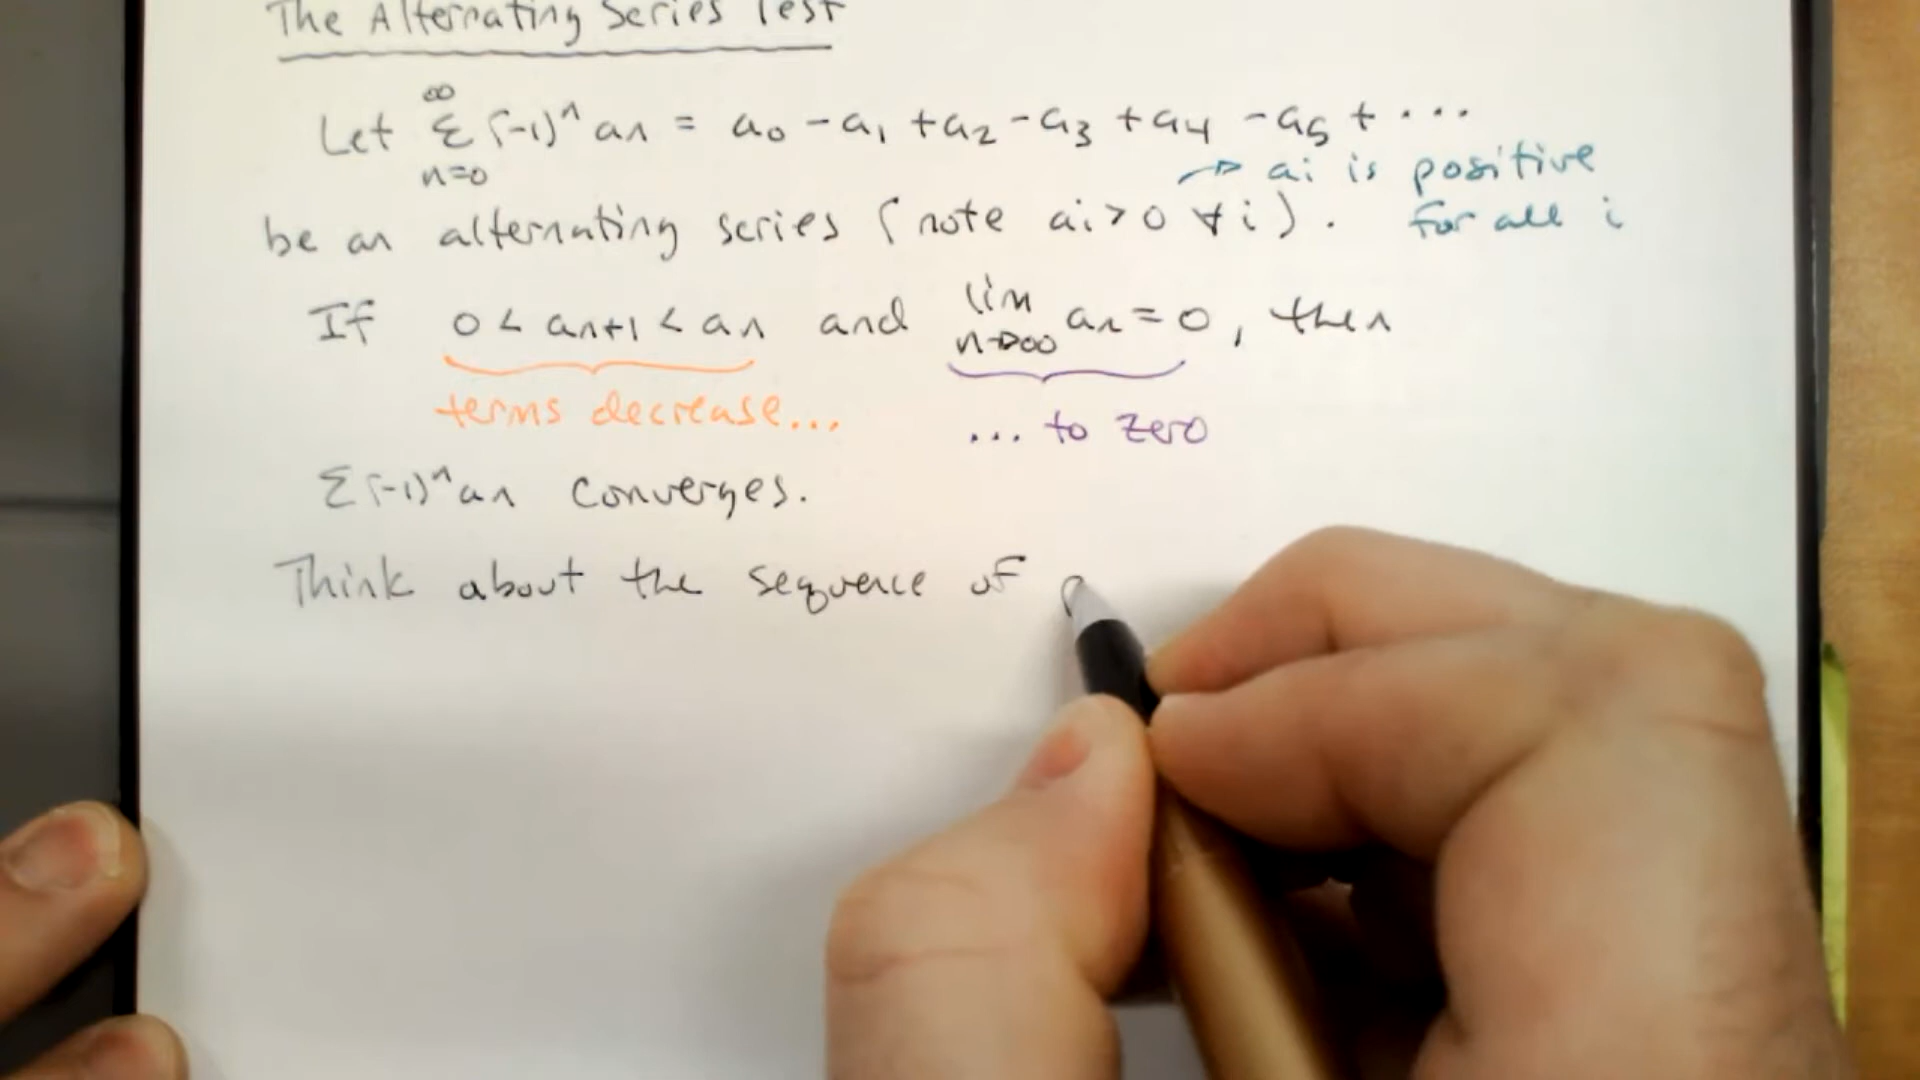 The Alternating Series Test
Let ∞ Σ n=0 (-1)^n an = a0 - a1 + a2 - a3 + a4 - a5 + ...
→ ai is positive
be an alternating series (note ai > 0 ∀ i). for all i
If 0 < an+1 < an and lim n→∞ an = 0, then
terms decrease... ... to zero
Σ(-1)^n an converges.
Think about the sequence of